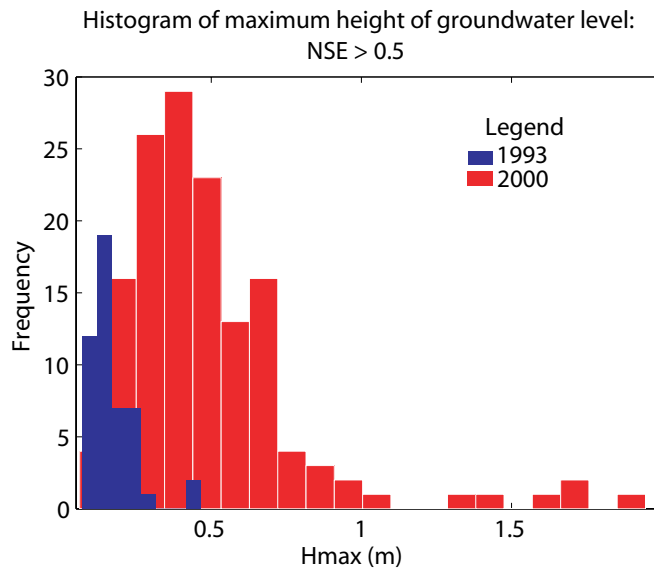 Histogram of maximum height of groundwater level:
NSE > 0.5
30
25
20
15
10
5
0
Frequency
Legend
1993
2000
0.5
1
1.5
Hmax (m)